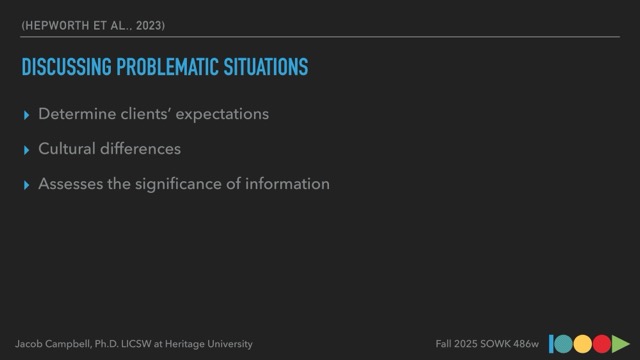 (HEPWORTH ET AL., 2023)
DISCUSSING PROBLEMATIC SITUATIONS
▸ Determine clients’ expectations
▸ Cultural differences
▸ Assesses the significance of information
Jacob Campbell, Ph.D. LICSW at Heritage University
Fall 2025 SOWK 486w